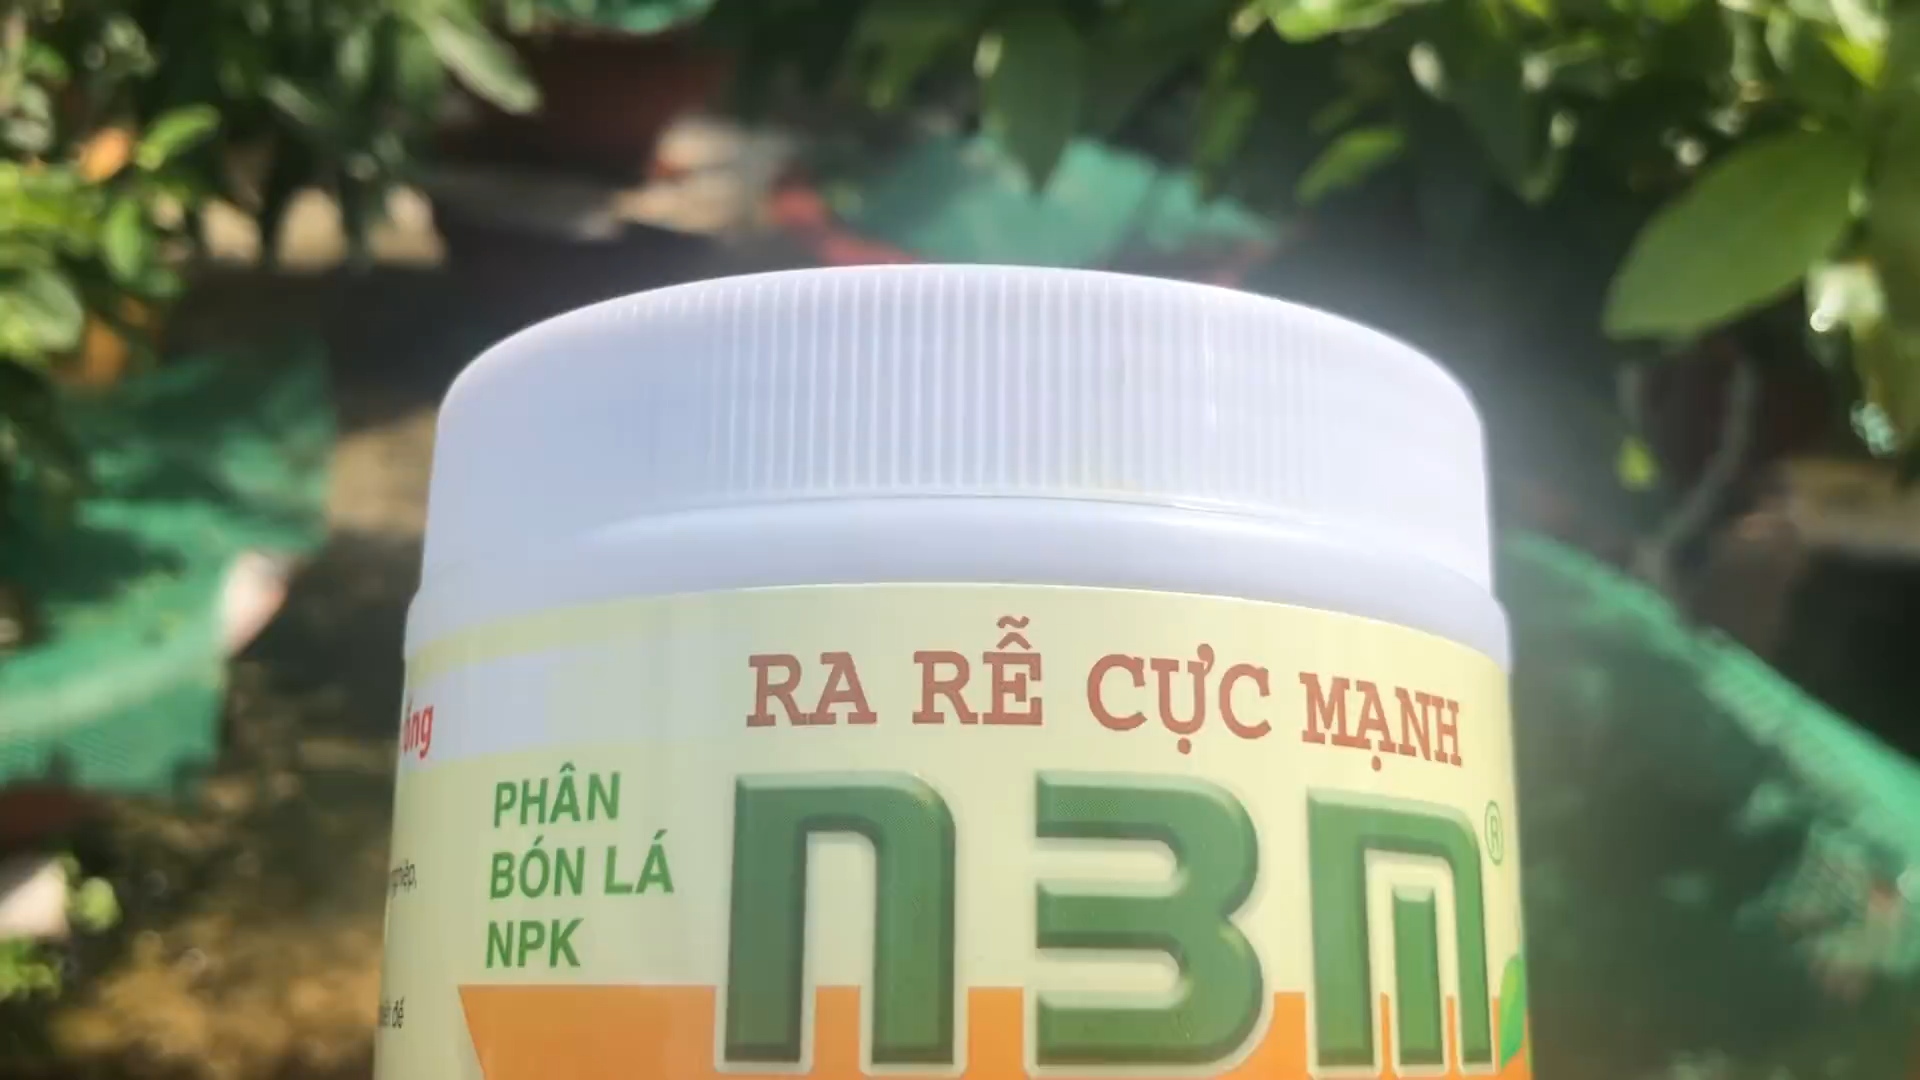 RA RỄ CỰC MẠNH
PHÂN
BÓN LÁ
NPK
n3m®